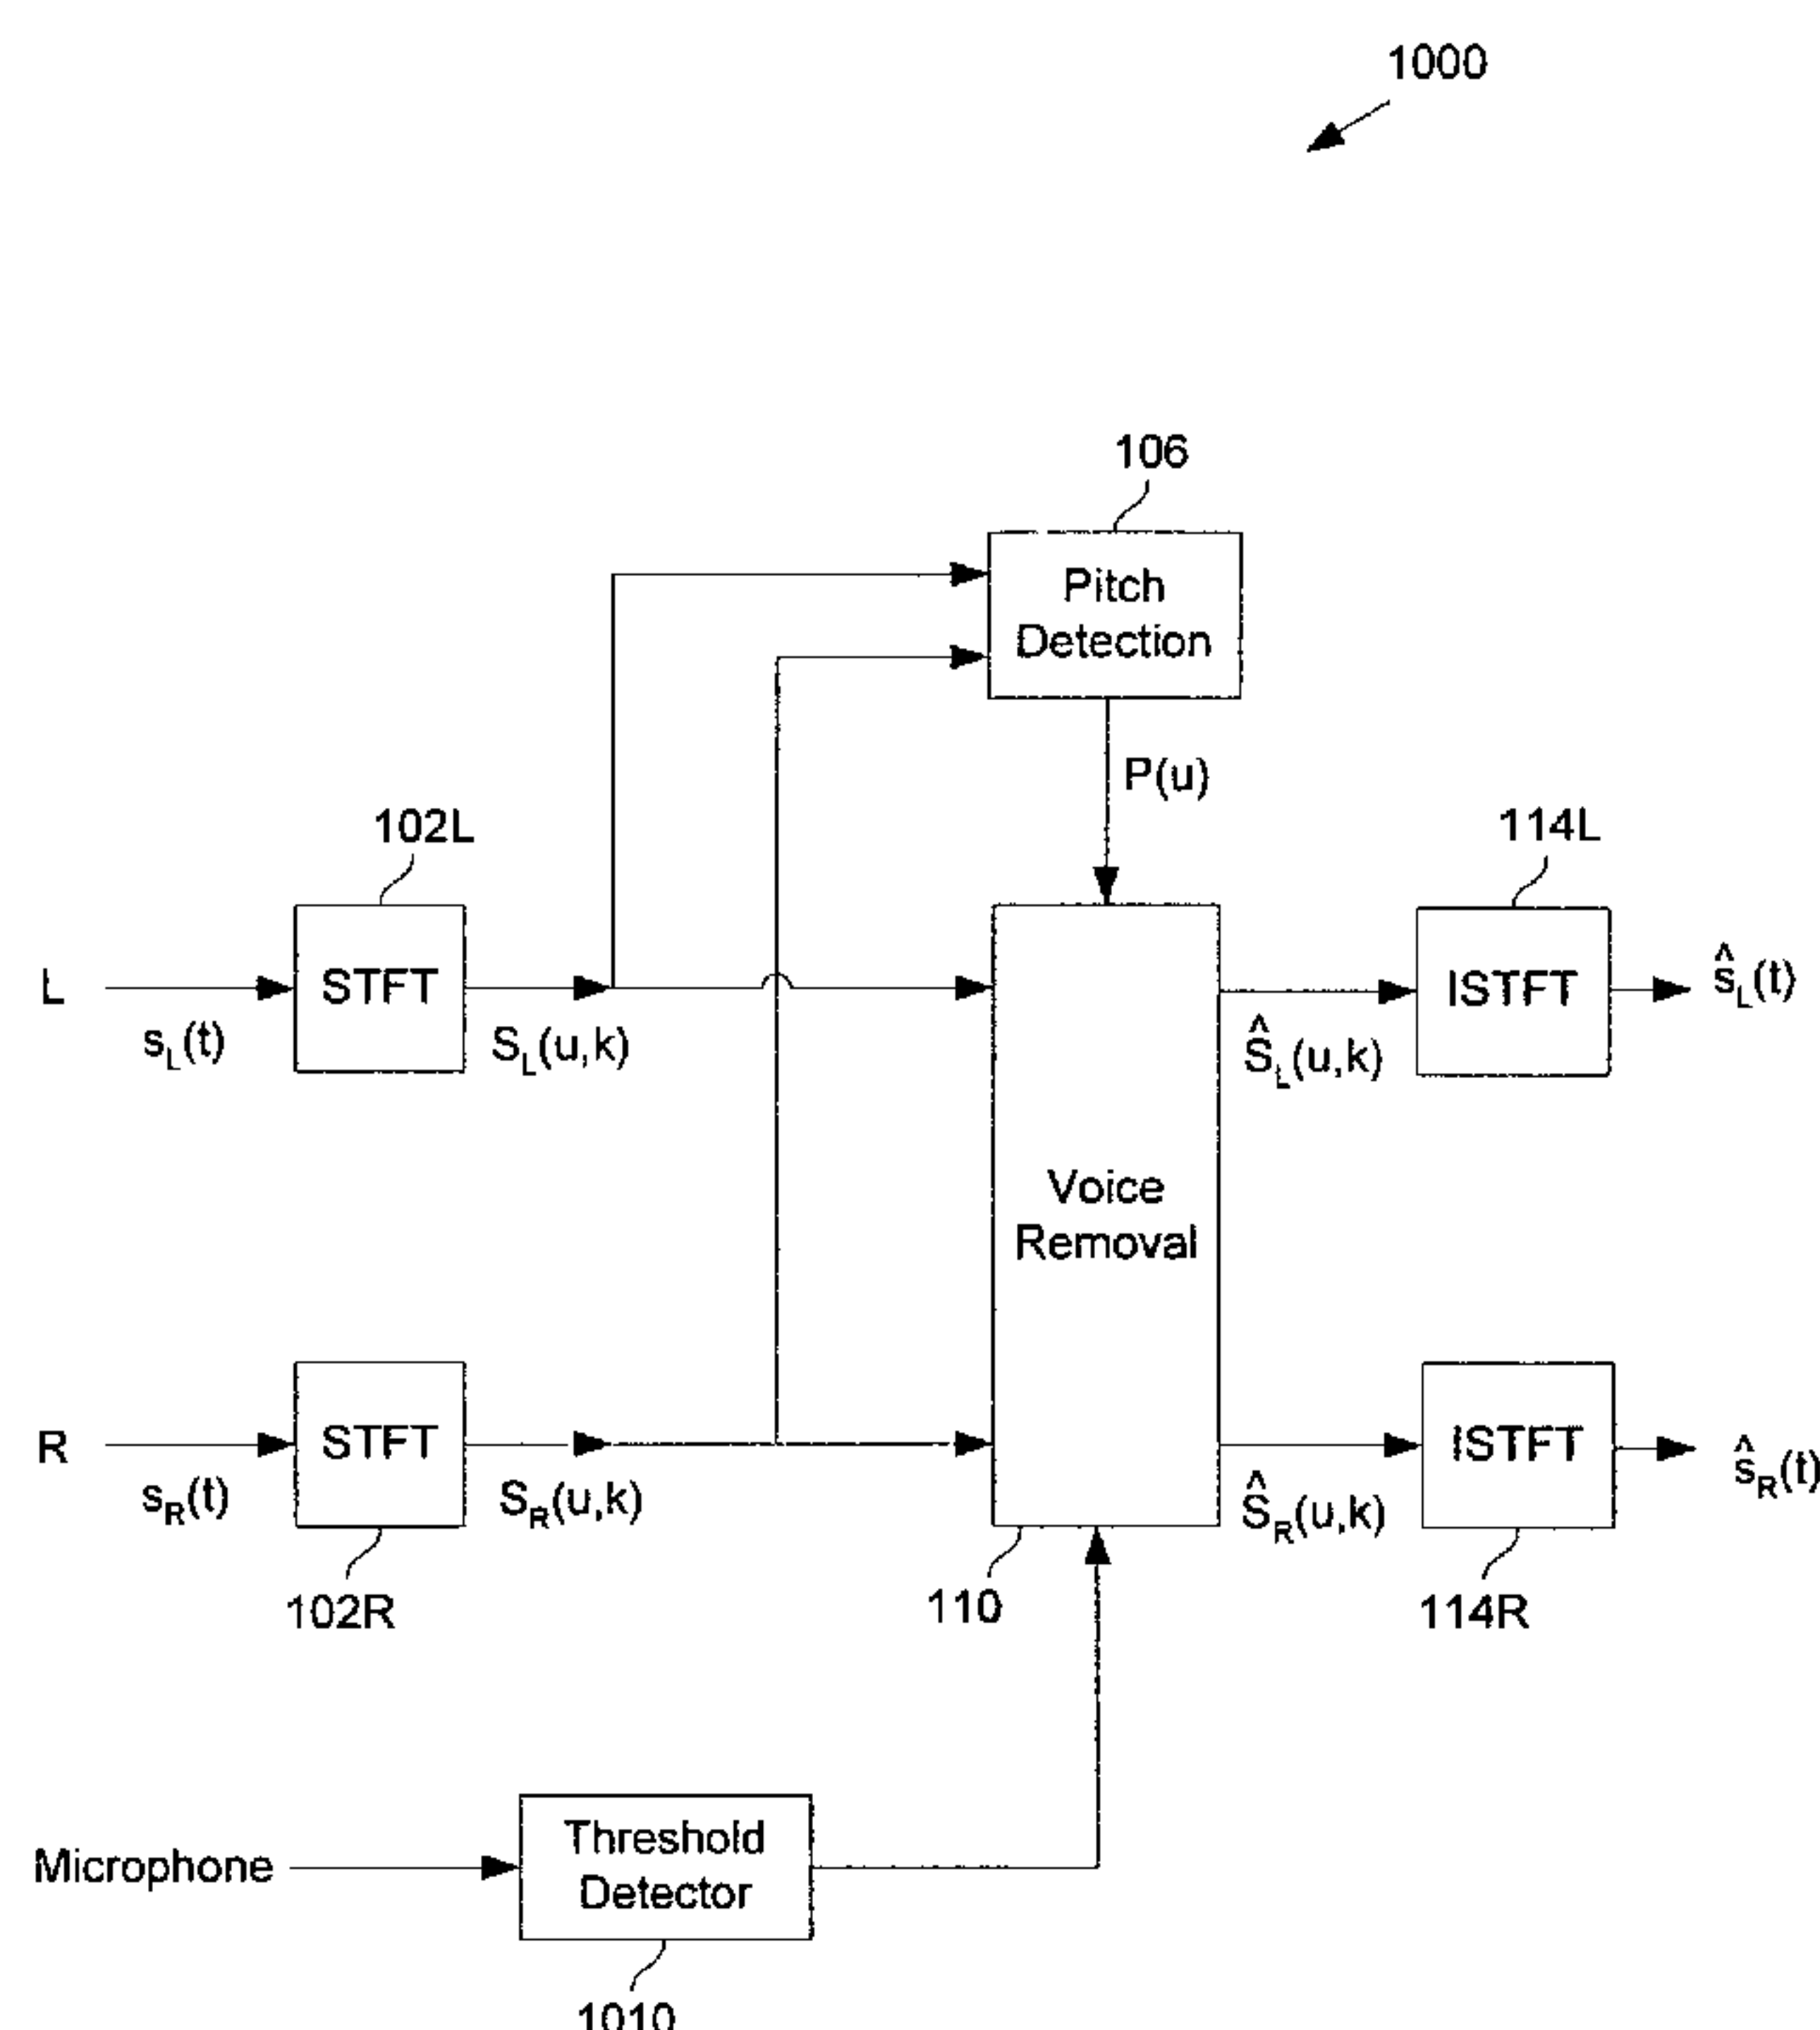 1000
106
Pitch
Detection
P(u)
102L
114L
L
STFT
ISTFT
ŝL(t)
sL(t)
SL(u,k)
ŜL(u,k)
Voice
Removal
R
STFT
ISTFT
ŝR(t)
sR(t)
SR(u,k)
ŜR(u,k)
102R
110
114R
Microphone
Threshold
Detector
1010